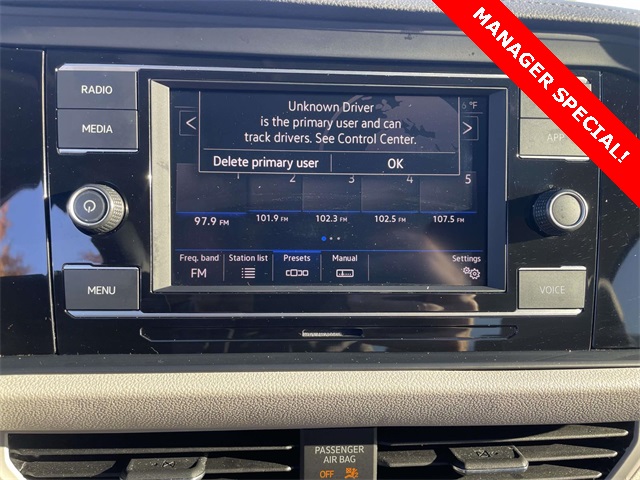 MANAGER SPECIAL!
RADIO
MEDIA
MENU
APP
VOICE
°F
Unknown Driver
is the primary user and can
track drivers. See Control Center.
Delete primary user OK
1 2 3 4 5
97.9 FM 101.9 FM 102.3 FM 102.5 FM 107.5 FM
Freq. band Station list Presets Manual Settings
FM
PASSENGER
AIR BAG
OFF